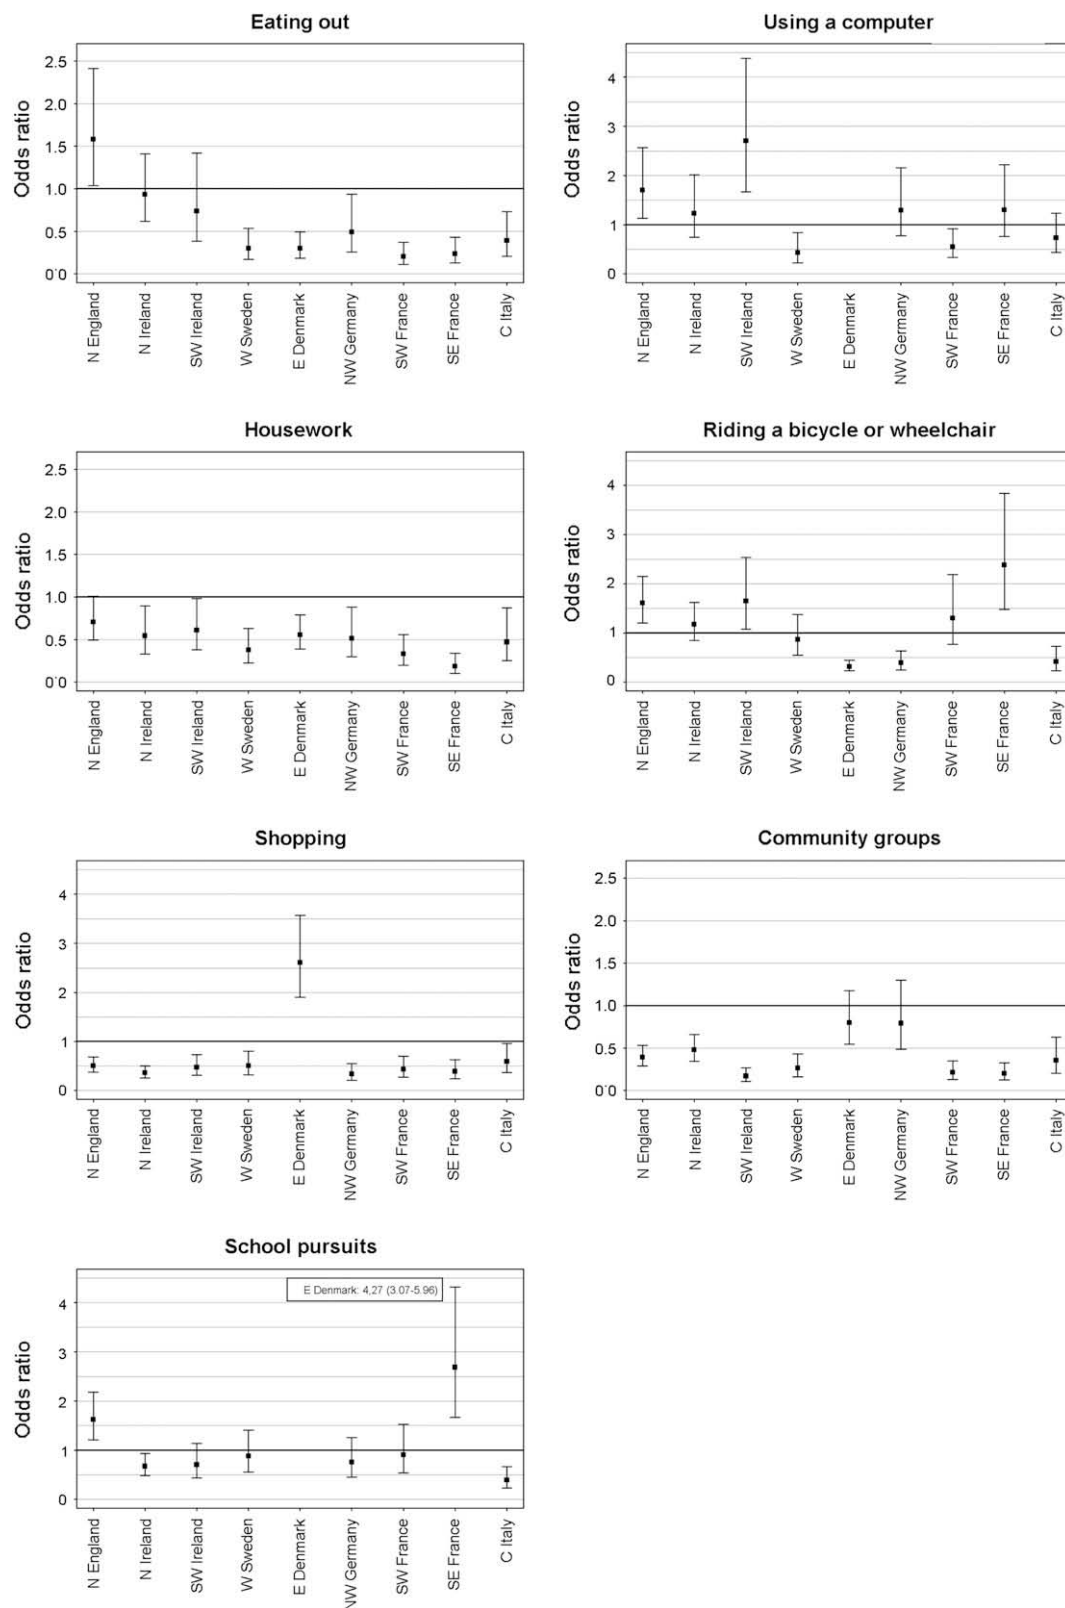 Eating out
Odds ratio
2.5
2.0
1.5
1.0
0.5
0.0
N England
N Ireland
SW Ireland
W Sweden
E Denmark
NW Germany
SW France
SE France
C Italy
Using a computer
Odds ratio
4
3
2
1
0
N England
N Ireland
SW Ireland
W Sweden
E Denmark
NW Germany
SW France
SE France
C Italy
Housework
Odds ratio
2.5
2.0
1.5
1.0
0.5
0.0
N England
N Ireland
SW Ireland
W Sweden
E Denmark
NW Germany
SW France
SE France
C Italy
Riding a bicycle or wheelchair
Odds ratio
4
3
2
1
0
N England
N Ireland
SW Ireland
W Sweden
E Denmark
NW Germany
SW France
SE France
C Italy
Shopping
Odds ratio
4
3
2
1
0
N England
N Ireland
SW Ireland
W Sweden
E Denmark
NW Germany
SW France
SE France
C Italy
Community groups
Odds ratio
2.5
2.0
1.5
1.0
0.5
0.0
N England
N Ireland
SW Ireland
W Sweden
E Denmark
NW Germany
SW France
SE France
C Italy
School pursuits
Odds ratio
4
3
2
1
0
E Denmark: 4,27 (3.07-5.96)
N England
N Ireland
SW Ireland
W Sweden
E Denmark
NW Germany
SW France
SE France
C Italy